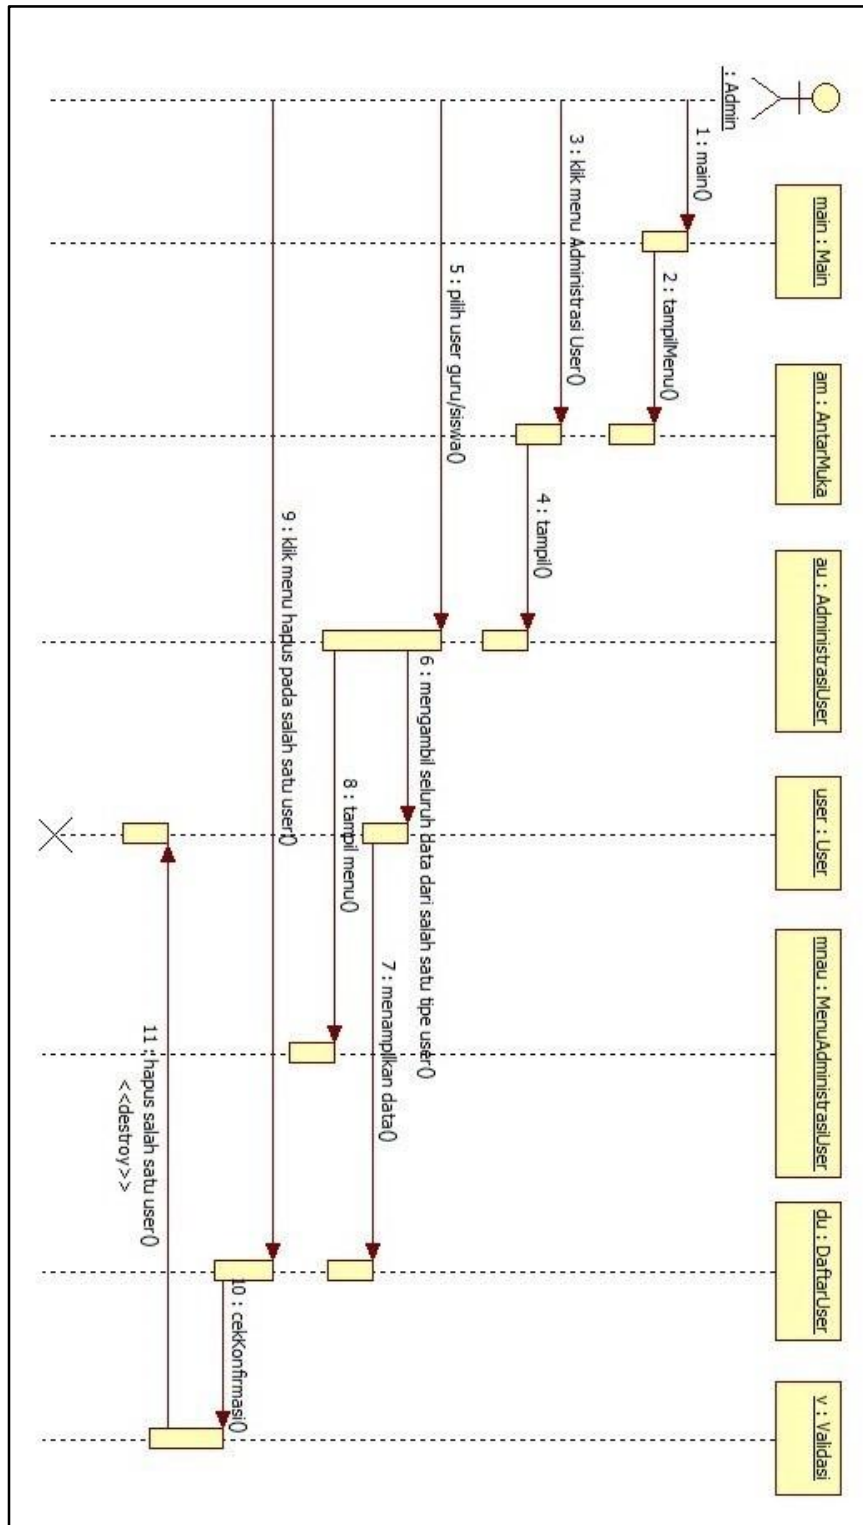 : Admin
main : Main
am : AntarMuka
au : AdministrasiUser
user : User
mnau : MenuAdministrasiUser
du : DaftarUser
v : Validasi
1 : main()
2 : tampilMenu()
3 : klik menu Administrasi User()
4 : tampil()
5 : pilih user guru/siswa()
6 : mengambil seluruh data dari salah satu tipe user()
7 : menampilkan data()
8 : tampil menu()
9 : klik menu hapus pada salah satu user()
10 : cekKonfirmasi()
11 : hapus salah satu user()
<<destroy>>